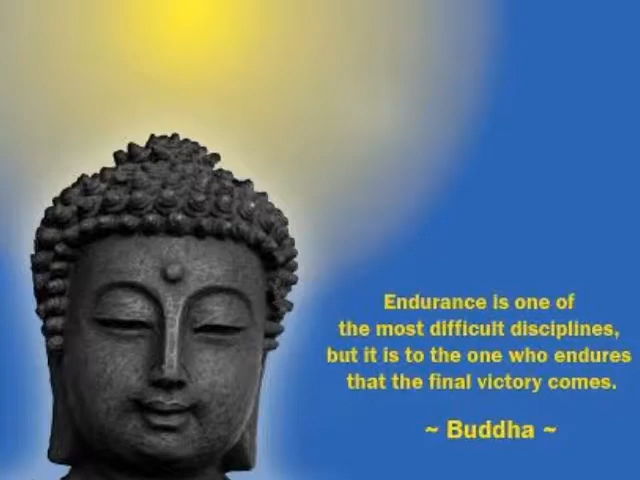 Endurance is one of
the most difficult disciplines,
but it is to the one who endures
that the final victory comes.
~ Buddha ~